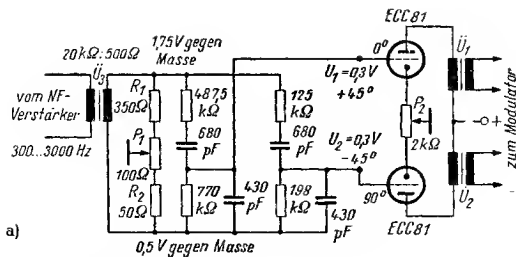 ECC81
20kΩ:500Ω
1,75V gegen Masse
Ü3
0°
Ü1
vom NF-
Verstärker
350Ω
R1
487,5
kΩ
125
kΩ
U1=0,3V
+45°
P1
680
pF
680
pF
P2
2kΩ
-o+
zum Modulator
300...3000 Hz
100Ω
R2
50Ω
770
kΩ
430
pF
198
kΩ
430
pF
U2=0,3V
-45°
90°
Ü2
a)
0,5V gegen Masse
ECC81